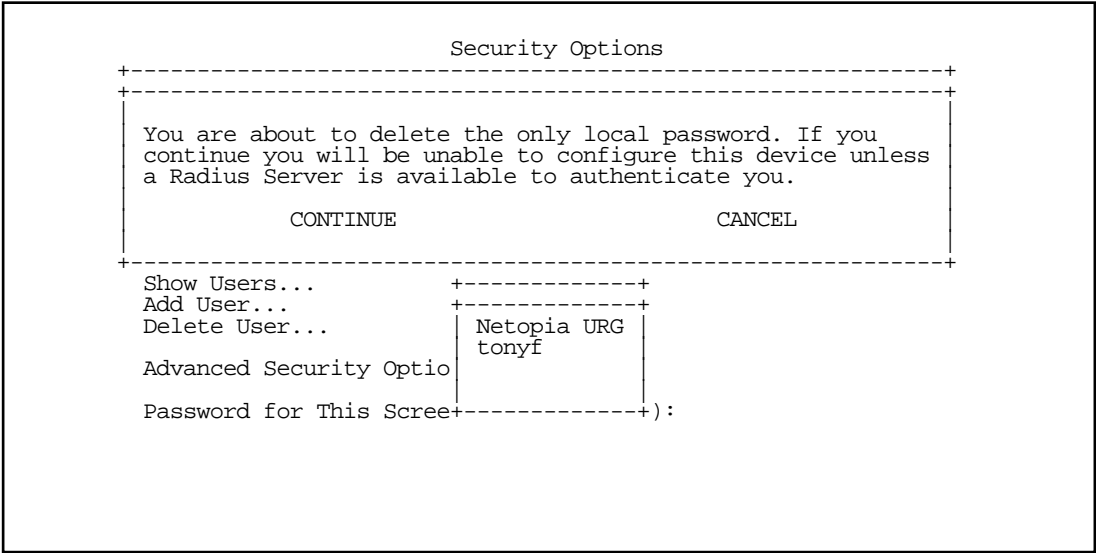 Security Options
+-------------------------------------------------------------+
+-------------------------------------------------------------+
You are about to delete the only local password. If you
continue you will be unable to configure this device unless
a Radius Server is available to authenticate you.
CONTINUE CANCEL
+-------------------------------------------------------------+
Show Users... +-------------+
Add User... +-------------+
Delete User... | Netopia URG |
| tonyf |
Advanced Security Optio| |
Password for This Scree+-------------+):